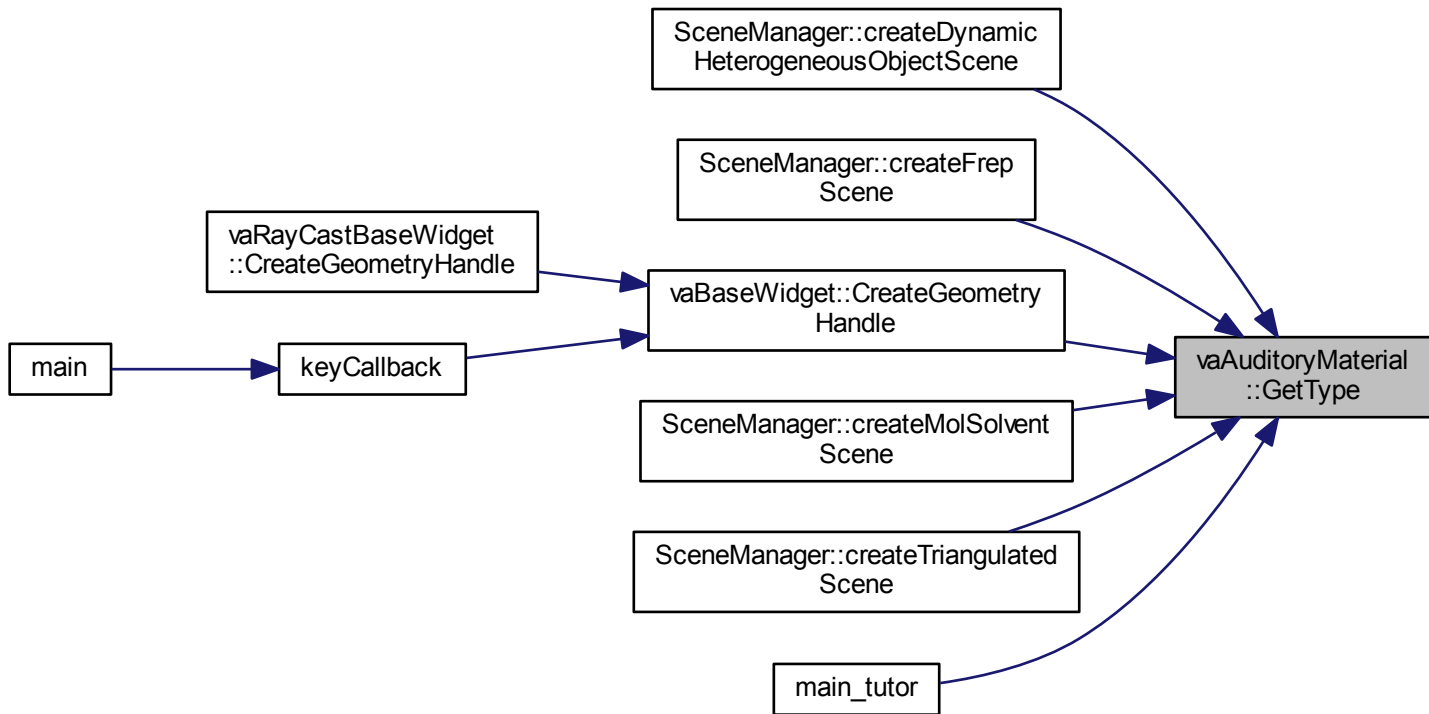 SceneManager::createDynamic
HeterogeneousObjectScene
SceneManager::createFrep
Scene
vaRayCastBaseWidget
::CreateGeometryHandle
vaBaseWidget::CreateGeometry
Handle
main
keyCallback
vaAuditoryMaterial
::GetType
SceneManager::createMolSolvent
Scene
SceneManager::createTriangulated
Scene
main_tutor